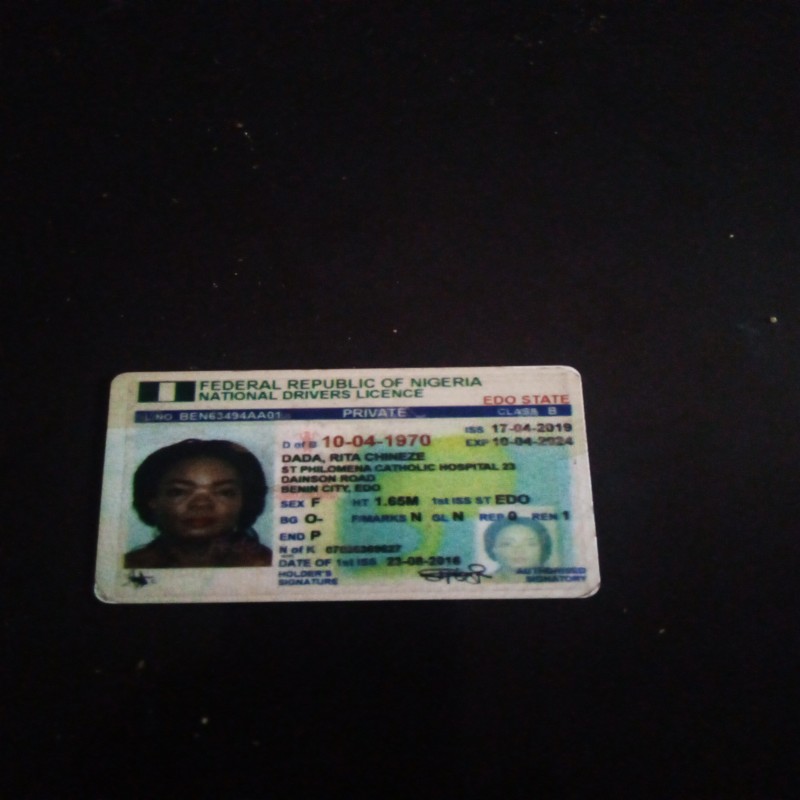 FEDERAL REPUBLIC OF NIGERIA
NATIONAL DRIVERS LICENCE
EDO STATE
L NO BEN63494AA01 PRIVATE CLASS B
ISS 17-04-2019
D of B 10-04-1970 EXP 10-04-2024
DADA, RITA CHINEZE
ST PHILOMENA CATHOLIC HOSPITAL 23
DAINSON ROAD
BENIN CITY, EDO
SEX F HT 1.65M 1st ISS ST EDO
BG O- F/MARKS N GL N REP 0 REN 1
END P
N of K
DATE OF 1st ISS 23-08-2016
HOLDER'S
SIGNATURE
AUTHORISED
SIGNATORY